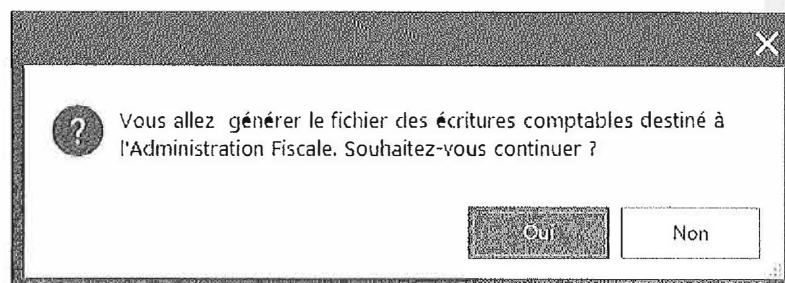 Vous allez générer le fichier des écritures comptables destiné à
l'Administration Fiscale. Souhaitez-vous continuer ?
Oui
Non